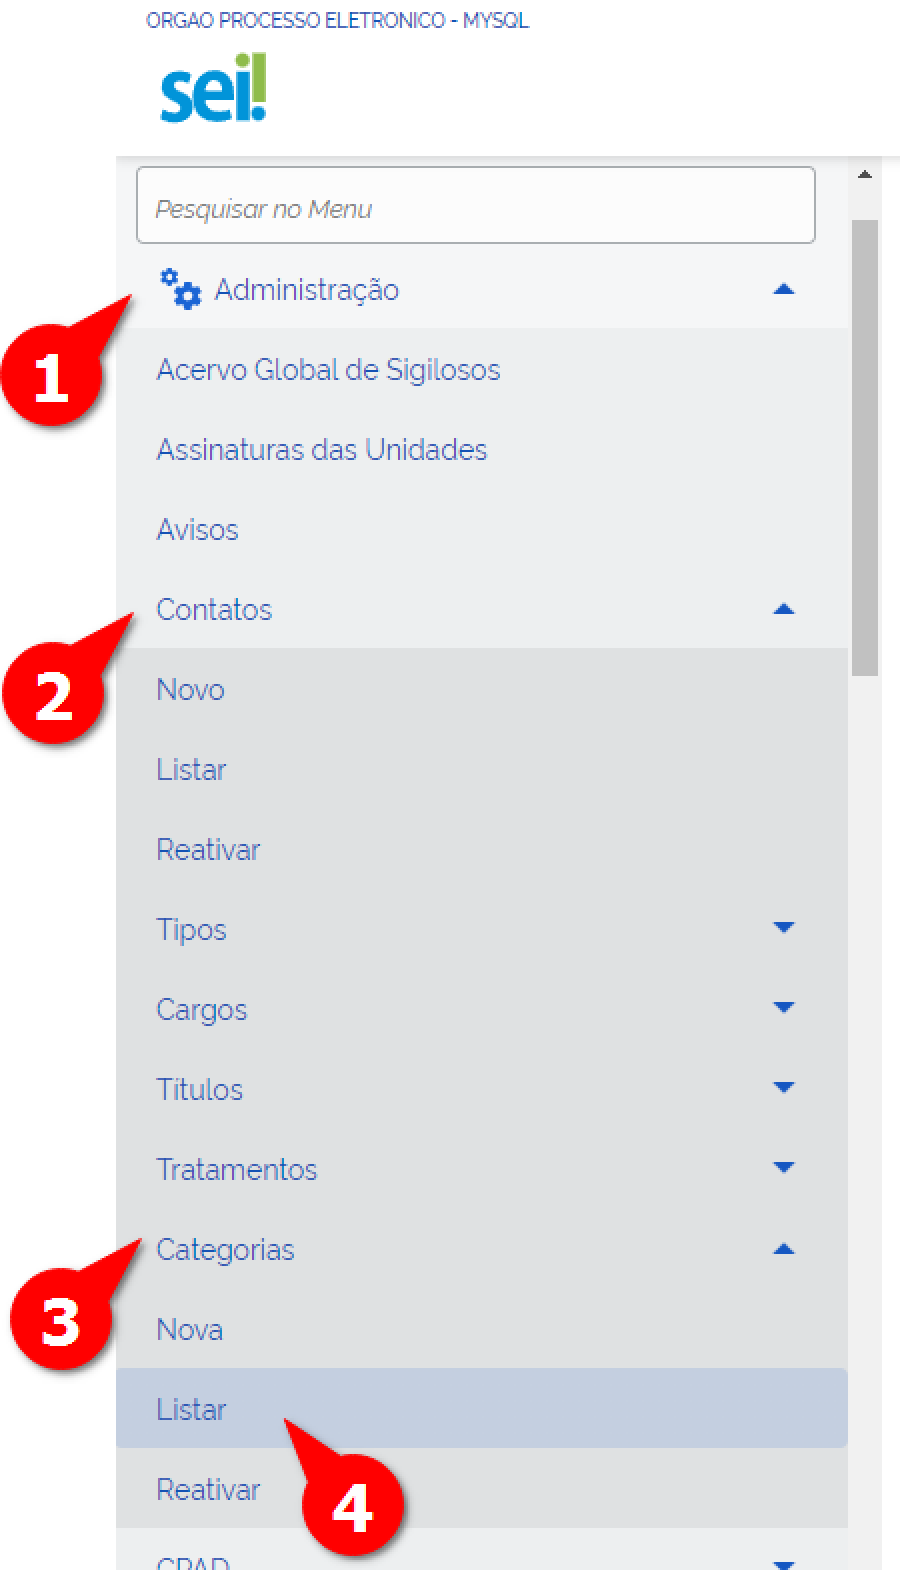 ORGAO PROCESSO ELETRONICO - MYSQL
sei!
Pesquisar no Menu
Administração
1
Acervo Global de Sigilosos
Assinaturas das Unidades
Avisos
Contatos
2
Novo
Listar
Reativar
Tipos
Cargos
Titulos
Tratamentos
Categorias
3
Nova
Listar
Reativar
4
CPAD